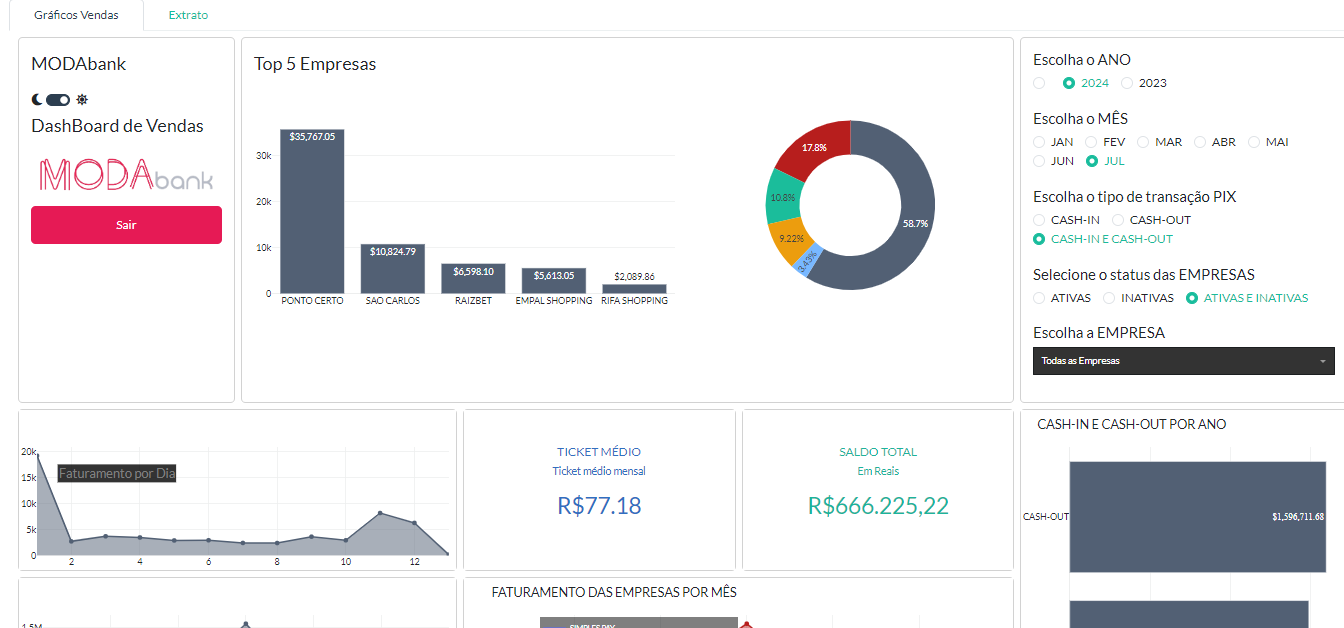 Gráficos Vendas
Extrato
MODAbank
DashBoard de Vendas
MODAbank
Sair
Top 5 Empresas
30k
20k
10k
0
$35,767.05
$10,824.79
$6,598.10
$5,613.05
$2,089.86
PONTO CERTO
SAO CARLOS
RAIZBET
EMPAL SHOPPING
RIFA SHOPPING
17.8%
10.8%
9.22%
3.43%
58.7%
Escolha o ANO
2024 2023
Escolha o MÊS
JAN FEV MAR ABR MAI
JUN JUL
Escolha o tipo de transação PIX
CASH-IN CASH-OUT
CASH-IN E CASH-OUT
Selecione o status das EMPRESAS
ATIVAS INATIVAS ATIVAS E INATIVAS
Escolha a EMPRESA
Todas as Empresas
Faturamento por Dia
20k
15k
10k
5k
0
2 4 6 8 10 12
TICKET MÉDIO
Ticket médio mensal
R$77.18
SALDO TOTAL
Em Reais
R$666.225,22
CASH-IN E CASH-OUT POR ANO
CASH-OUT
$1,596,711.68
1.5M
FATURAMENTO DAS EMPRESAS POR MÊS